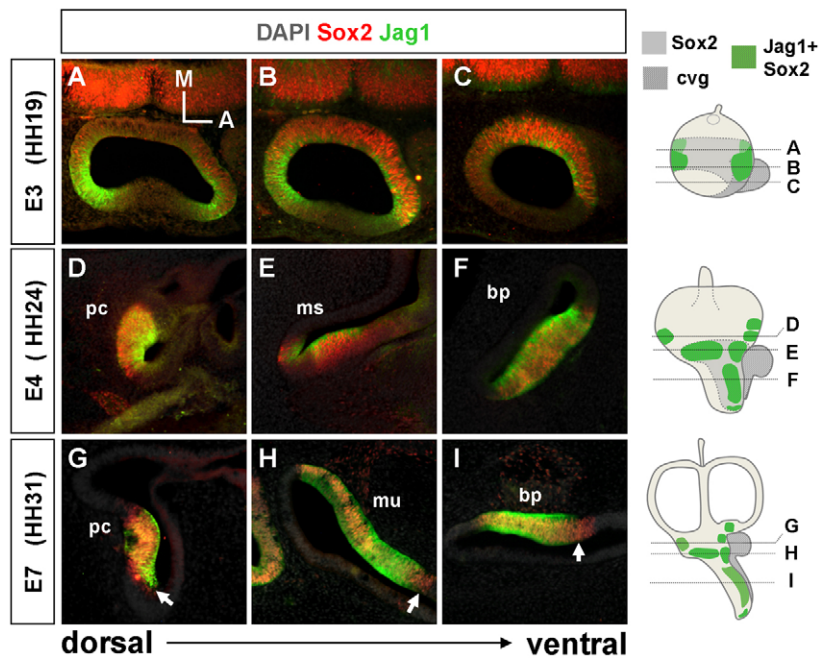 DAPI Sox2 Jag1
Sox2
cvg
Jag1+
Sox2
E3 (HH19)
A
M
A
B
C
A
B
C
E4 ( HH24)
D
pc
E
ms
F
bp
D
E
F
E7 (HH31)
G
pc
H
mu
I
bp
G
H
I
dorsal
ventral